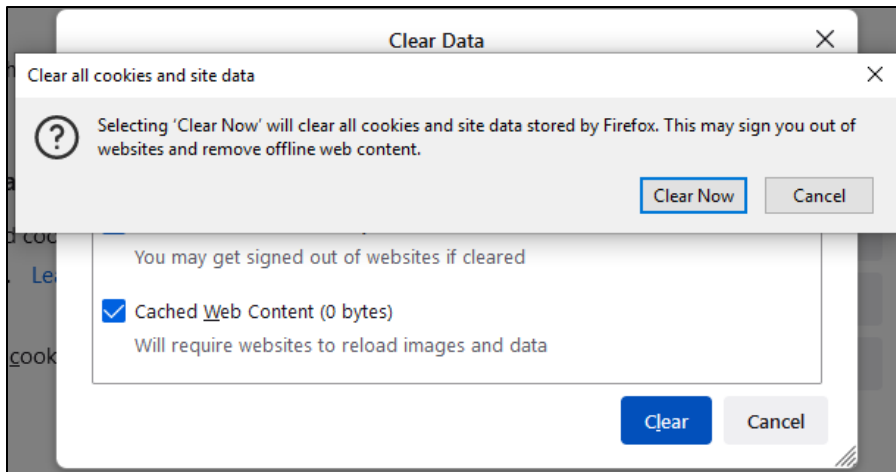 Clear Data
Clear all cookies and site data
Selecting ‘Clear Now’ will clear all cookies and site data stored by Firefox. This may sign you out of
websites and remove offline web content.
Clear Now
Cancel
You may get signed out of websites if cleared
Cached Web Content (0 bytes)
Will require websites to reload images and data
Clear
Cancel